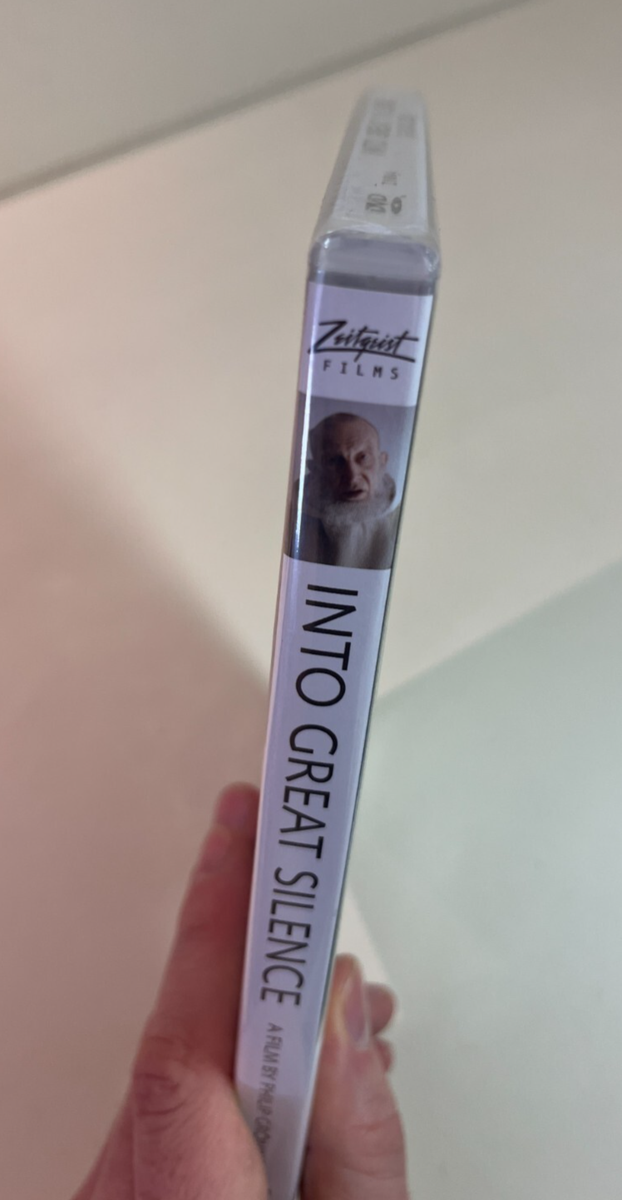 Zeitgeist
FILMS
INTO GREAT SILENCE
A FILM BY PHILIP